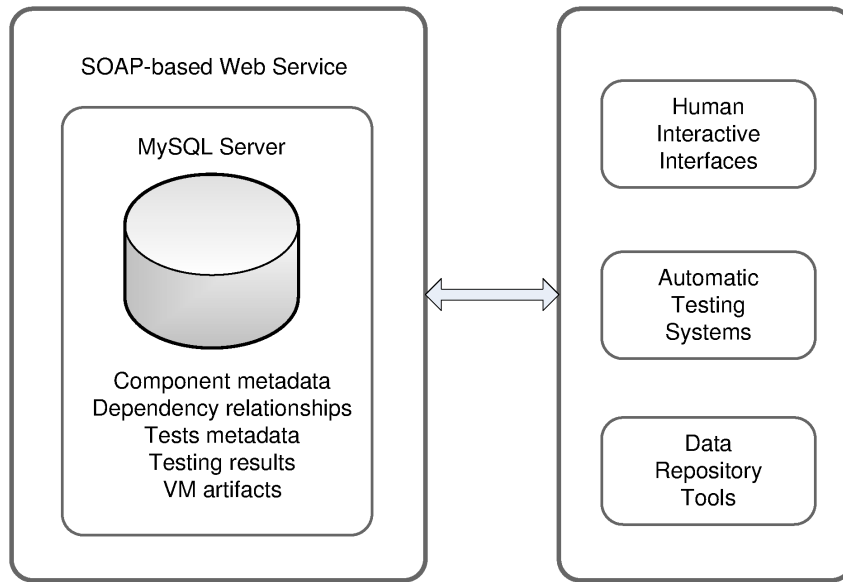 SOAP-based Web Service
MySQL Server
Component metadata
Dependency relationships
Tests metadata
Testing results
VM artifacts
Human
Interactive
Interfaces
Automatic
Testing
Systems
Data
Repository
Tools